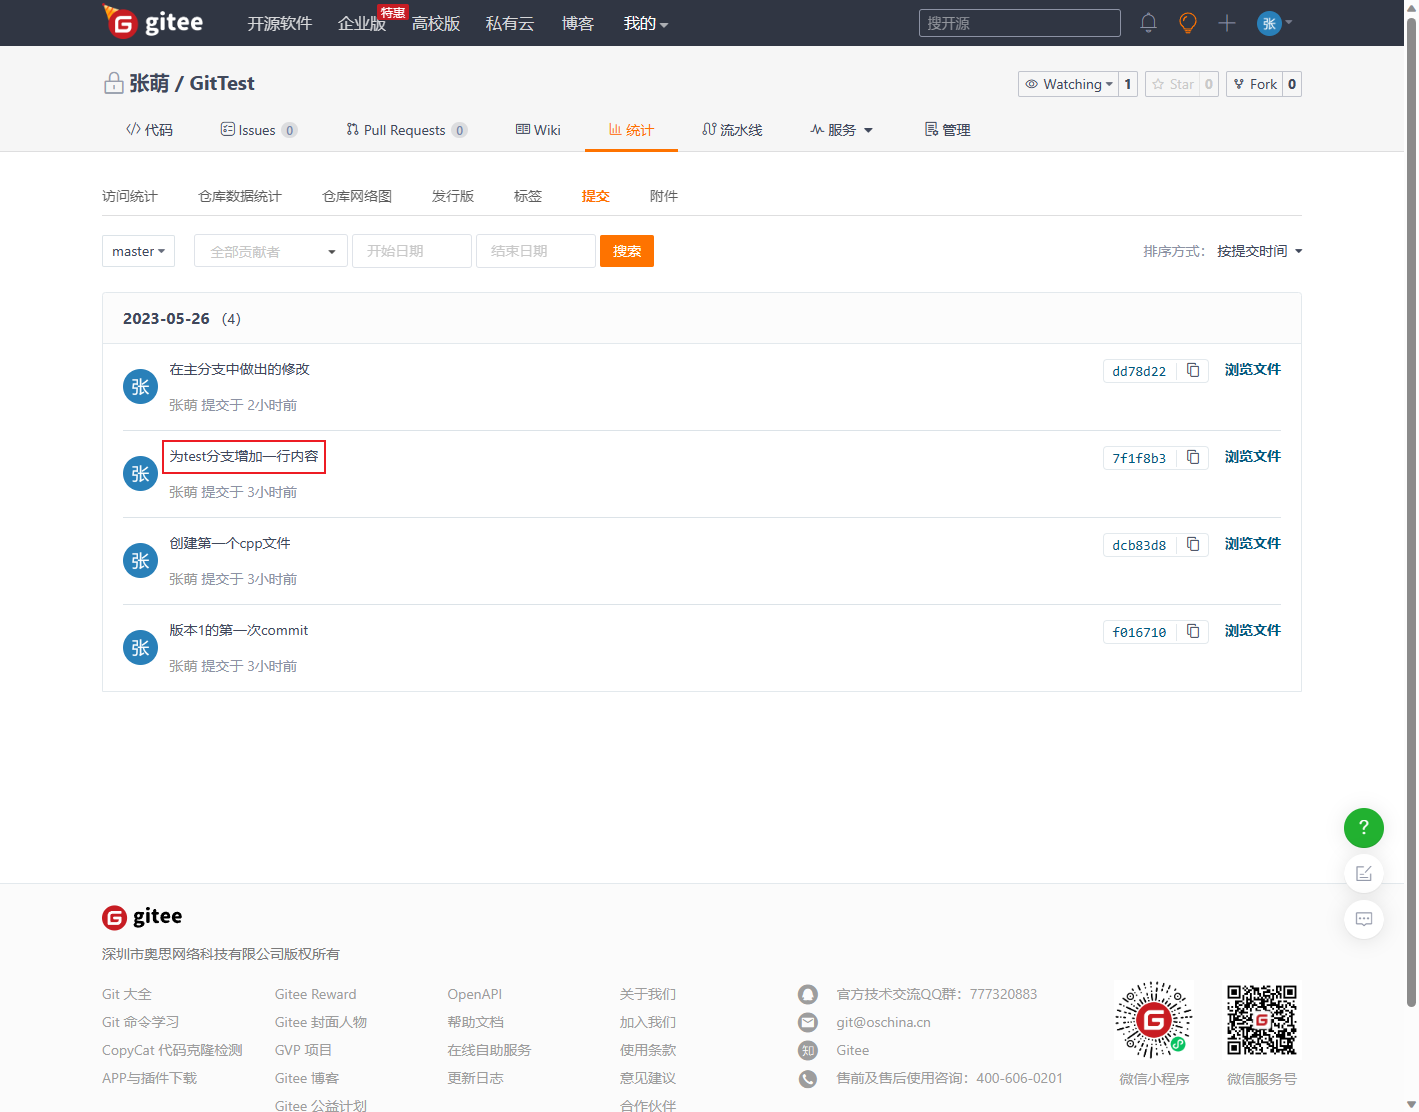 gitee 开源软件 企业版 特惠 高校版 私有云 博客 我的 搜开源 张
张萌 / GitTest Watching 1 Star 0 Fork 0
代码 Issues 0 Pull Requests 0 Wiki 统计 流水线 服务 管理
访问统计 仓库数据统计 仓库网络图 发行版 标签 提交 附件
master 全部贡献者 开始日期 结束日期 搜索 排序方式： 按提交时间
2023-05-26 （4）
张 在主分支中做出的修改 dd78d22 浏览文件
张萌 提交于 2小时前
张 为test分支增加一行内容 7f1f8b3 浏览文件
张萌 提交于 3小时前
张 创建第一个cpp文件 dcb83d8 浏览文件
张萌 提交于 3小时前
张 版本1的第一次commit f016710 浏览文件
张萌 提交于 3小时前
?
gitee
深圳市奥思网络科技有限公司版权所有
Git 大全 Gitee Reward OpenAPI 关于我们 官方技术交流QQ群：777320883
Git 命令学习 Gitee 封面人物 帮助文档 加入我们 git@oschina.cn
CopyCat 代码克隆检测 GVP 项目 在线自助服务 使用条款 知 Gitee
APP与插件下载 Gitee 博客 更新日志 意见建议 售前及售后使用咨询：400-606-0201 微信小程序 微信服务号
Gitee 公益计划 合作伙伴